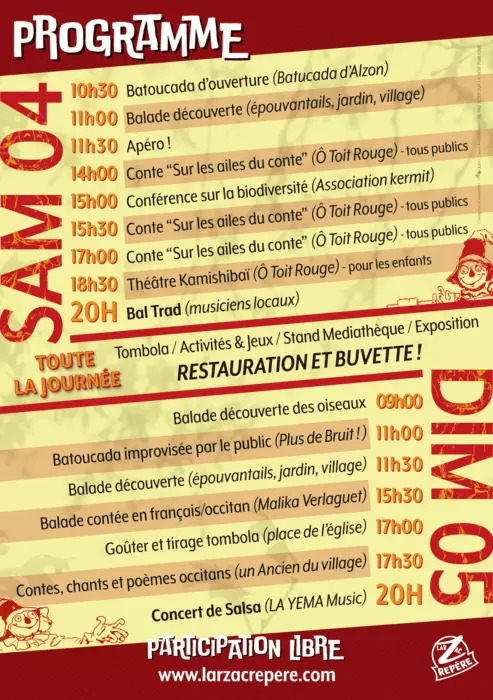 PROGRAMME
SAM 04
10h30 Batoucada d'ouverture (Batucada d'Alzon)
11h00 Balade découverte (épouvantails, jardin, village)
11h30 Apéro !
14h00 Conte "Sur les ailes du conte" (Ô Toit Rouge) - tous publics
15h00 Conférence sur la biodiversité (Association kermit)
15h30 Conte "Sur les ailes du conte" (Ô Toit Rouge) - tous publics
17h00 Conte "Sur les ailes du conte" (Ô Toit Rouge) - tous publics
18h30 Théâtre Kamishibaï (Ô Toit Rouge) - pour les enfants
20H Bal Trad (musiciens locaux)
TOUTE
LA JOURNÉE
Tombola / Activités & Jeux / Stand Mediathèque / Exposition
RESTAURATION ET BUVETTE !
DIM 05
Balade découverte des oiseaux 09h00
Batoucada improvisée par le public (Plus de Bruit ! ) 11h00
Balade découverte (épouvantails, jardin, village) 11h30
Balade contée en français/occitan (Malika Verlaguet) 15h30
Goûter et tirage tombola (place de l'église) 17h00
Contes, chants et poèmes occitans (un Ancien du village) 17h30
Concert de Salsa (LA YEMA Music) 20H
PARTICIPATION LIBRE
www.larzacrepere.com
LARZAC
REPÈRE